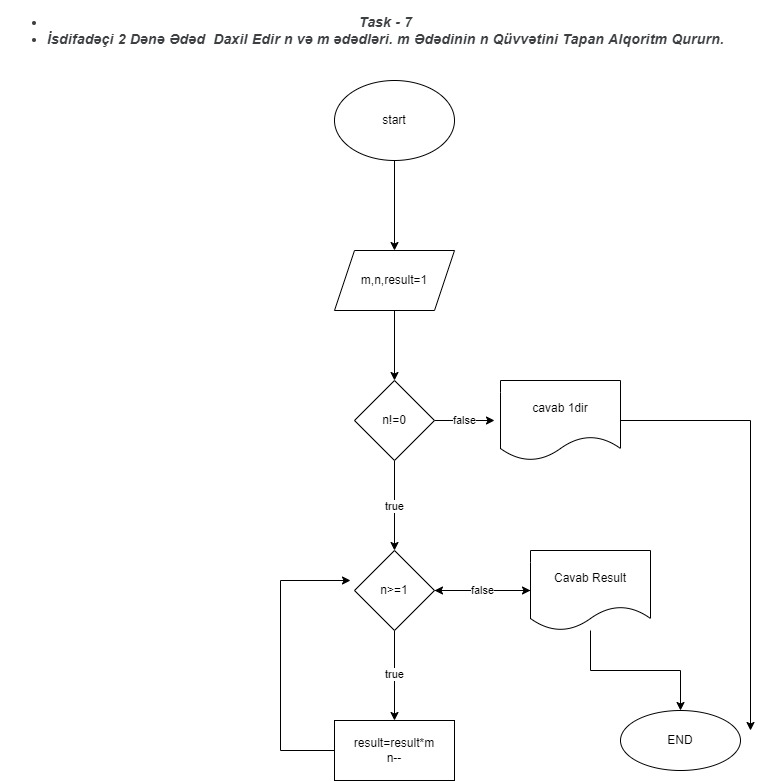 Task - 7
İsdifadəçi 2 Dənə Ədəd Daxil Edir n və m ədədləri. m Ədədinin n Qüvvətini Tapan Alqoritm Qururn.
start
m,n,result=1
n!=0
false
cavab 1dir
true
n>=1
false
Cavab Result
true
result=result*m
n--
END